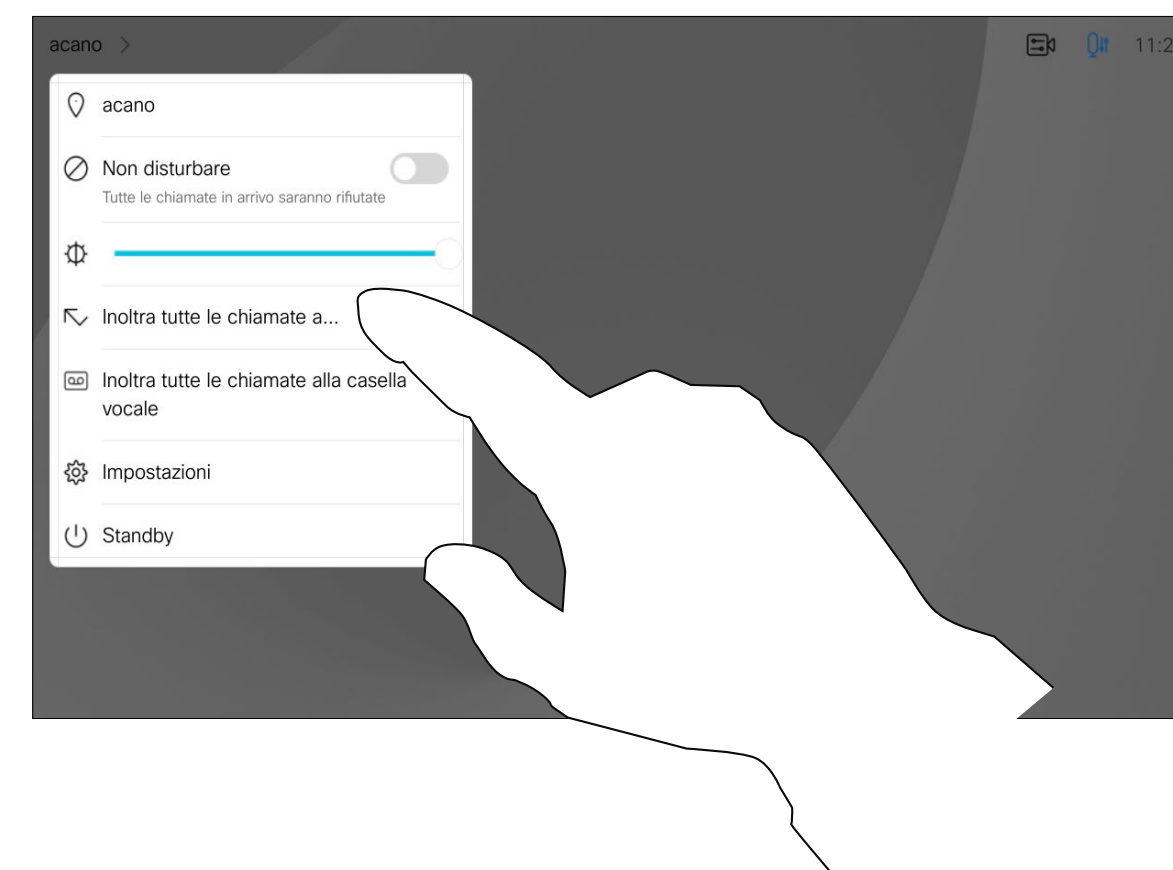 acano
11:2
acano
Non disturbare
Tutte le chiamate in arrivo saranno rifiutate
Inoltra tutte le chiamate a...
Inoltra tutte le chiamate alla casella
vocale
Impostazioni
Standby